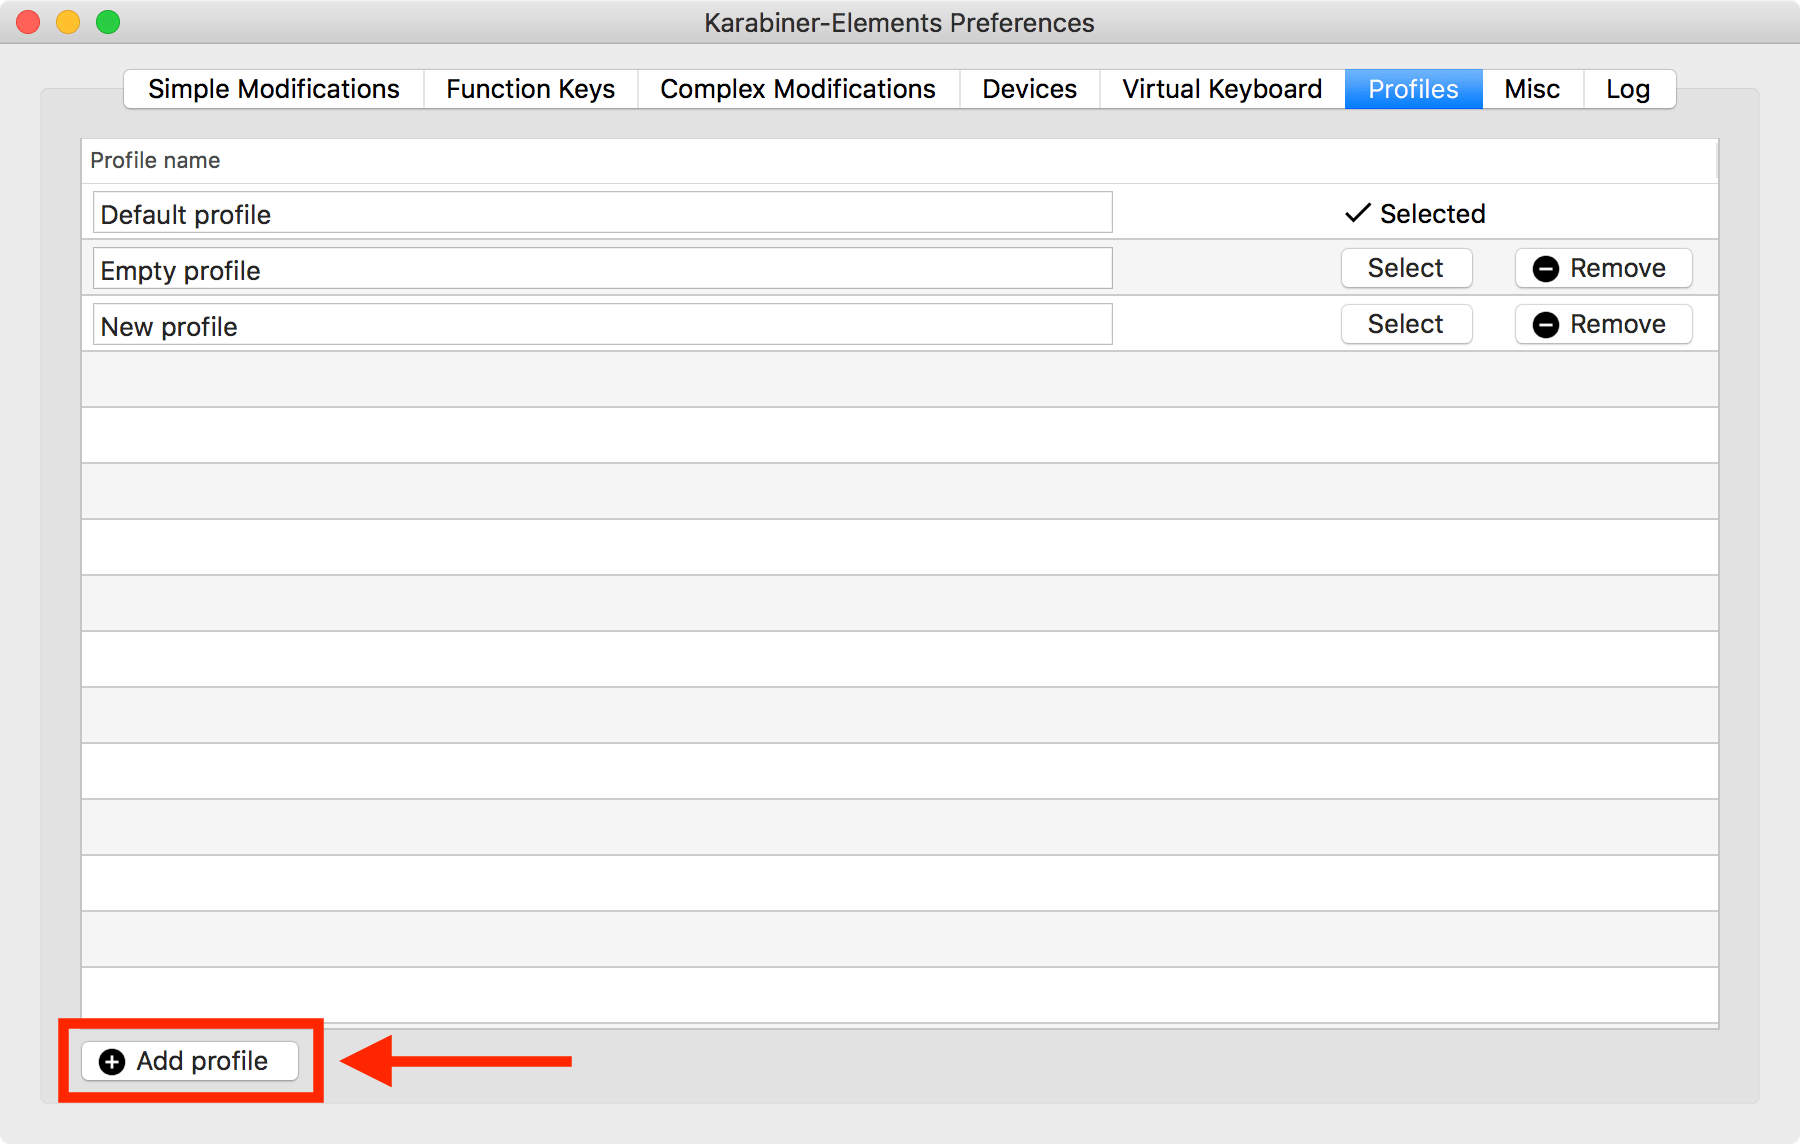 Karabiner-Elements Preferences
Simple Modifications Function Keys Complex Modifications Devices Virtual Keyboard Profiles Misc Log
Profile name
Default profile Selected
Empty profile Select Remove
New profile Select Remove
Add profile